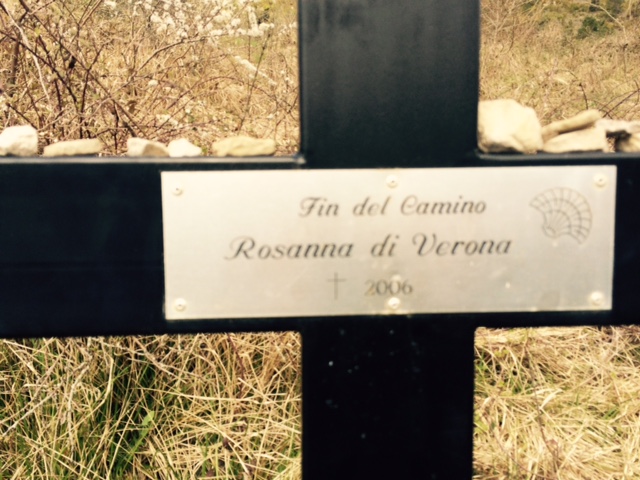 Fin del Camino
Rosanna di Verona
† 2006